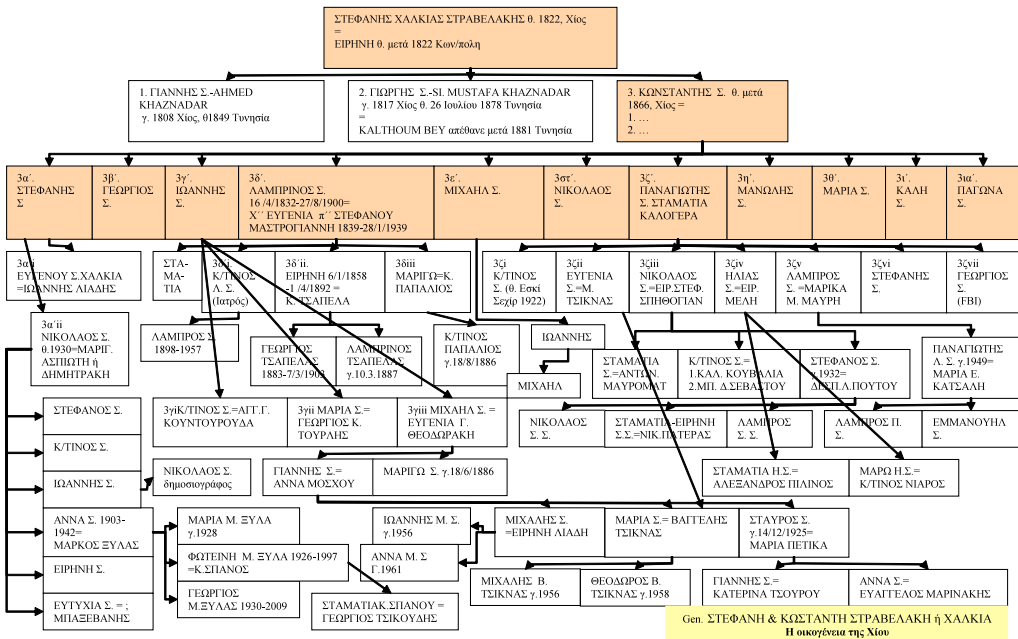 ΣΤΕΦΑΝΗΣ ΧΑΛΚΙΑΣ ΣΤΡΑΒΕΛΑΚΗΣ θ. 1822, Χίος
=
ΕΙΡΗΝΗ θ. μετά 1822 Κων/πολη
1. ΓΙΑΝΝΗΣ Σ.-AHMED
KHAZNADAR
γ. 1808 Χίος, θ1849 Τυνησία
2. ΓΙΩΡΓΗΣ Σ.-SI. MUSTAFA KHAZNADAR
γ. 1817 Χίος θ. 26 Ιουλίου 1878 Τυνησία
=
KALTHOUM BEY απέθανε μετά 1881 Τυνησία
3. ΚΩΝΣΤΑΝΤΗΣ Σ. θ. μετά
1866, Χίος =
1. …
2. …
3α΄.
ΣΤΕΦΑΝΗΣ
Σ
3β΄.
ΓΕΩΡΓΙΟΣ
Σ.
3γ΄.
ΙΩΑΝΝΗΣ
Σ.
3δ΄.
ΛΑΜΠΡΙΝΟΣ Σ.
16 /4/1832-27/8/1900=
Χ΄΄ ΕΥΓΕΝΙΑ π΄΄ ΣΤΕΦΑΝΟΥ
ΜΑΣΤΡΟΓΙΑΝΝΗ 1839-28/1/1939
3ε΄.
ΜΙΧΑΗΛ Σ.
3στ΄.
ΝΙΚΟΛΑΟΣ
Σ.
3ζ΄.
ΠΑΝΑΓΙΩΤΗΣ
Σ. ΣΤΑΜΑΤΙΑ
ΚΑΛΟΓΕΡΑ
3η΄.
ΜΑΝΩΛΗΣ
Σ.
3θ΄.
ΜΑΡΙΑ Σ.
3ι΄.
ΚΑΛΗ
Σ.
3ια΄.
ΠΑΓΩΝΑ
Σ.
3αi
ΕΥΓΕΝΟΥ Σ.ΧΑΛΚΙΑ
=ΙΩΑΝΝΗΣ ΛΙΑΔΗΣ
ΣΤΑ-
ΜΑ-
ΤΙΑ
3δ΄i.
Κ/ΤΙΝΟΣ
Λ. Σ.
(Ιατρός)
3δ΄ii.
ΕΙΡΗΝΗ 6/1/1858
-1 /4/1892 =
Κ. ΤΣΑΠΕΛΑ
3δiii
ΜΑΡΙΓΩ=Κ.
ΠΑΠΑΛΙΟΣ
3ζi
Κ/ΤΙΝΟΣ
Σ. (θ. Εσκί
Σεχίρ 1922)
3ζii
ΕΥΓΕΝΙΑ
Σ.=Μ.
ΤΣΙΚΝΑΣ
3ζiii
ΝΙΚΟΛΑΟΣ
Σ.=ΕΙΡ.ΣΤΕΦ.
ΣΠΗΘΟΓΙΑΝ
3ζiv
ΗΛΙΑΣ
Σ.=ΕΙΡ.
ΜΕΛΗ
3ζv
ΛΑΜΠΡΟΣ
Σ.=ΜΑΡΙΚΑ
Μ. ΜΑΥΡΗ
3ζvi
ΣΤΕΦΑΝΗΣ
Σ.
3ζvii
ΓΕΩΡΓΙΟΣ
Σ.
(FBI)
3α΄ii
ΝΙΚΟΛΑΟΣ Σ.
θ.1930=ΜΑΡΙΓ.
ΑΣΠΙΩΤΗ ή
ΔΗΜΗΤΡΑΚΗ
ΛΑΜΠΡΟΣ Σ.
1898-1957
ΓΕΩΡΓΙΟΣ
ΤΣΑΠΕΛΑΣ
1883-7/3/1903
ΛΑΜΠΡΙΝΟΣ
ΤΣΑΠΕΛΑΣ
γ.10.3.1887
Κ/ΤΙΝΟΣ
ΠΑΠΑΛΙΟΣ
γ.18/8/1886
ΙΩΑΝΝΗΣ
ΜΙΧΑΗΛ
ΣΤΑΜΑΤΙΑ
Σ.=ΑΝΤΩΝ.
ΜΑΥΡΟΜΑΤ
Κ/ΤΙΝΟΣ Σ.=
1.ΚΑΛ. ΚΟΥΒΑΛΙΑ
2. ΜΠ. Δ.ΣΕΒΑΣΤΟΥ
ΣΤΕΦΑΝΟΣ Σ.
γ.1932=
ΔΕΣΠ.Λ.ΠΟΥΤΟΥ
ΠΑΝΑΓΙΩΤΗΣ
Λ. Σ. γ.1949=
ΜΑΡΙΑ Ε.
ΚΑΤΣΑΛΗ
ΣΤΕΦΑΝΟΣ Σ.
3γiΚ/ΤΙΝΟΣ Σ.=ΑΓΓ.Γ.
ΚΟΥΝΤΟΥΡΟΥΔΑ
3γii ΜΑΡΙΑ Σ.=
ΓΕΩΡΓΙΟΣ Κ.
ΤΟΥΡΛΗΣ
3γiii ΜΙΧΑΗΛ Σ. =
ΕΥΓΕΝΙΑ Γ.
ΘΕΟΔΩΡΑΚΗ
ΝΙΚΟΛΑΟΣ
Σ. Σ.
ΣΤΑΜΑΤΙΑ-ΕΙΡΗΝΗ
Σ.Σ.=ΝΙΚ.ΠΑΤΕΡΑΣ
ΛΑΜΠΡΟΣ
Σ. Σ.
ΛΑΜΠΡΟΣ Π.
Σ.
ΕΜΜΑΝΟΥΗΛ
Σ.
Κ/ΤΙΝΟΣ Σ.
ΙΩΑΝΝΗΣ Σ.
ΝΙΚΟΛΑΟΣ Σ.
δημοσιογράφος
ΓΙΑΝΝΗΣ Σ.=
ΑΝΝΑ ΜΟΣΧΟΥ
ΜΑΡΙΓΩ Σ. γ.18/6/1886
ΣΤΑΜΑΤΙΑ Η.Σ.=
ΑΛΕΞΑΝΔΡΟΣ ΠΙΛΙΝΟΣ
ΜΑΡΩ Η.Σ.=
Κ/ΤΙΝΟΣ ΝΙΑΡΟΣ
ΑΝΝΑ Σ. 1903-
1942=
ΜΑΡΚΟΣ ΞΥΛΑΣ
ΜΑΡΙΑ Μ. ΞΥΛΑ
γ.1928
ΙΩΑΝΝΗΣ Μ. Σ.
γ.1956
ΜΙΧΑΛΗΣ Σ.
=ΕΙΡΗΝΗ ΛΙΑΔΗ
ΜΑΡΙΑ Σ.= ΒΑΓΓΕΛΗΣ
ΤΣΙΚΝΑΣ
ΣΤΑΥΡΟΣ Σ.
γ.14/12/1925=
ΜΑΡΙΑ ΠΕΤΙΚΑ
ΕΙΡΗΝΗ Σ.
ΦΩΤΕΙΝΗ Μ. ΞΥΛΑ 1926-1997
=Κ.ΣΠΑΝΟΣ
ΑΝΝΑ Μ. Σ
Γ.1961
ΜΙΧΑΛΗΣ Β.
ΤΣΙΚΝΑΣ γ.1956
ΘΕΟΔΩΡΟΣ Β.
ΤΣΙΚΝΑΣ γ.1958
ΓΙΑΝΝΗΣ Σ.=
ΚΑΤΕΡΙΝΑ ΤΣΟΥΡΟΥ
ΑΝΝΑ Σ.=
ΕΥΑΓΓΕΛΟΣ ΜΑΡΙΝΑΚΗΣ
ΕΥΤΥΧΙΑ Σ. = ;
ΜΠΑΞΕΒΑΝΗΣ
ΓΕΩΡΓΙΟΣ
Μ.ΞΥΛΑΣ 1930-2009
ΣΤΑΜΑΤΙΑΚ.ΣΠΑΝΟΥ =
ΓΕΩΡΓΙΟΣ ΤΣΙΚΟΥΔΗΣ
Gen. ΣΤΕΦΑΝΗ & ΚΩΣΤΑΝΤΗ ΣΤΡΑΒΕΛΑΚΗ ή ΧΑΛΚΙΑ
Η οικογένεια της Χίου